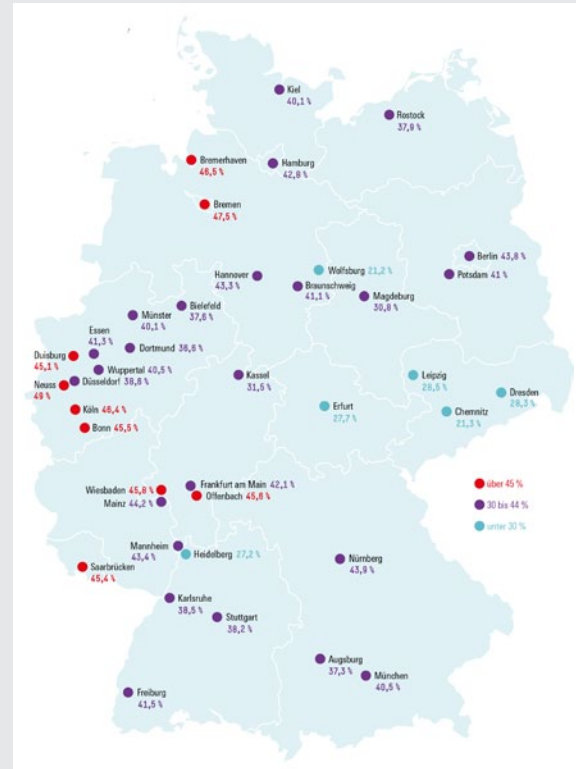 Kiel
40,1 %
Rostock
37,9 %
Bremerhaven
46,5 %
Hamburg
42,8 %
Bremen
47,5 %
Berlin 43,8 %
Wolfsburg 21,2 %
Hannover
43,3 %
Potsdam 41 %
Braunschweig
41,1 %
Magdeburg
30,8 %
Bielefeld
37,6 %
Münster
40,1 %
Essen
41,3 %
Dortmund 38,6 %
Duisburg
45,1 %
Wuppertal 40,5 %
Düsseldorf 38,8 %
Neuss
49 %
Kassel
31,5 %
Leipzig
28,5 %
Dresden
28,3 %
Köln 46,4 %
Erfurt
27,7 %
Chemnitz
21,3 %
Bonn 45,5 %
Frankfurt am Main 42,1 %
Wiesbaden 45,8 %
Offenbach 45,6 %
Mainz 44,2 %
über 45 %
30 bis 44 %
unter 30 %
Mannheim
43,4 %
Heidelberg 27,2 %
Nürnberg
43,9 %
Saarbrücken
45,4 %
Karlsruhe
38,5 %
Stuttgart
38,2 %
Augsburg
37,3 %
München
40,5 %
Freiburg
41,5 %